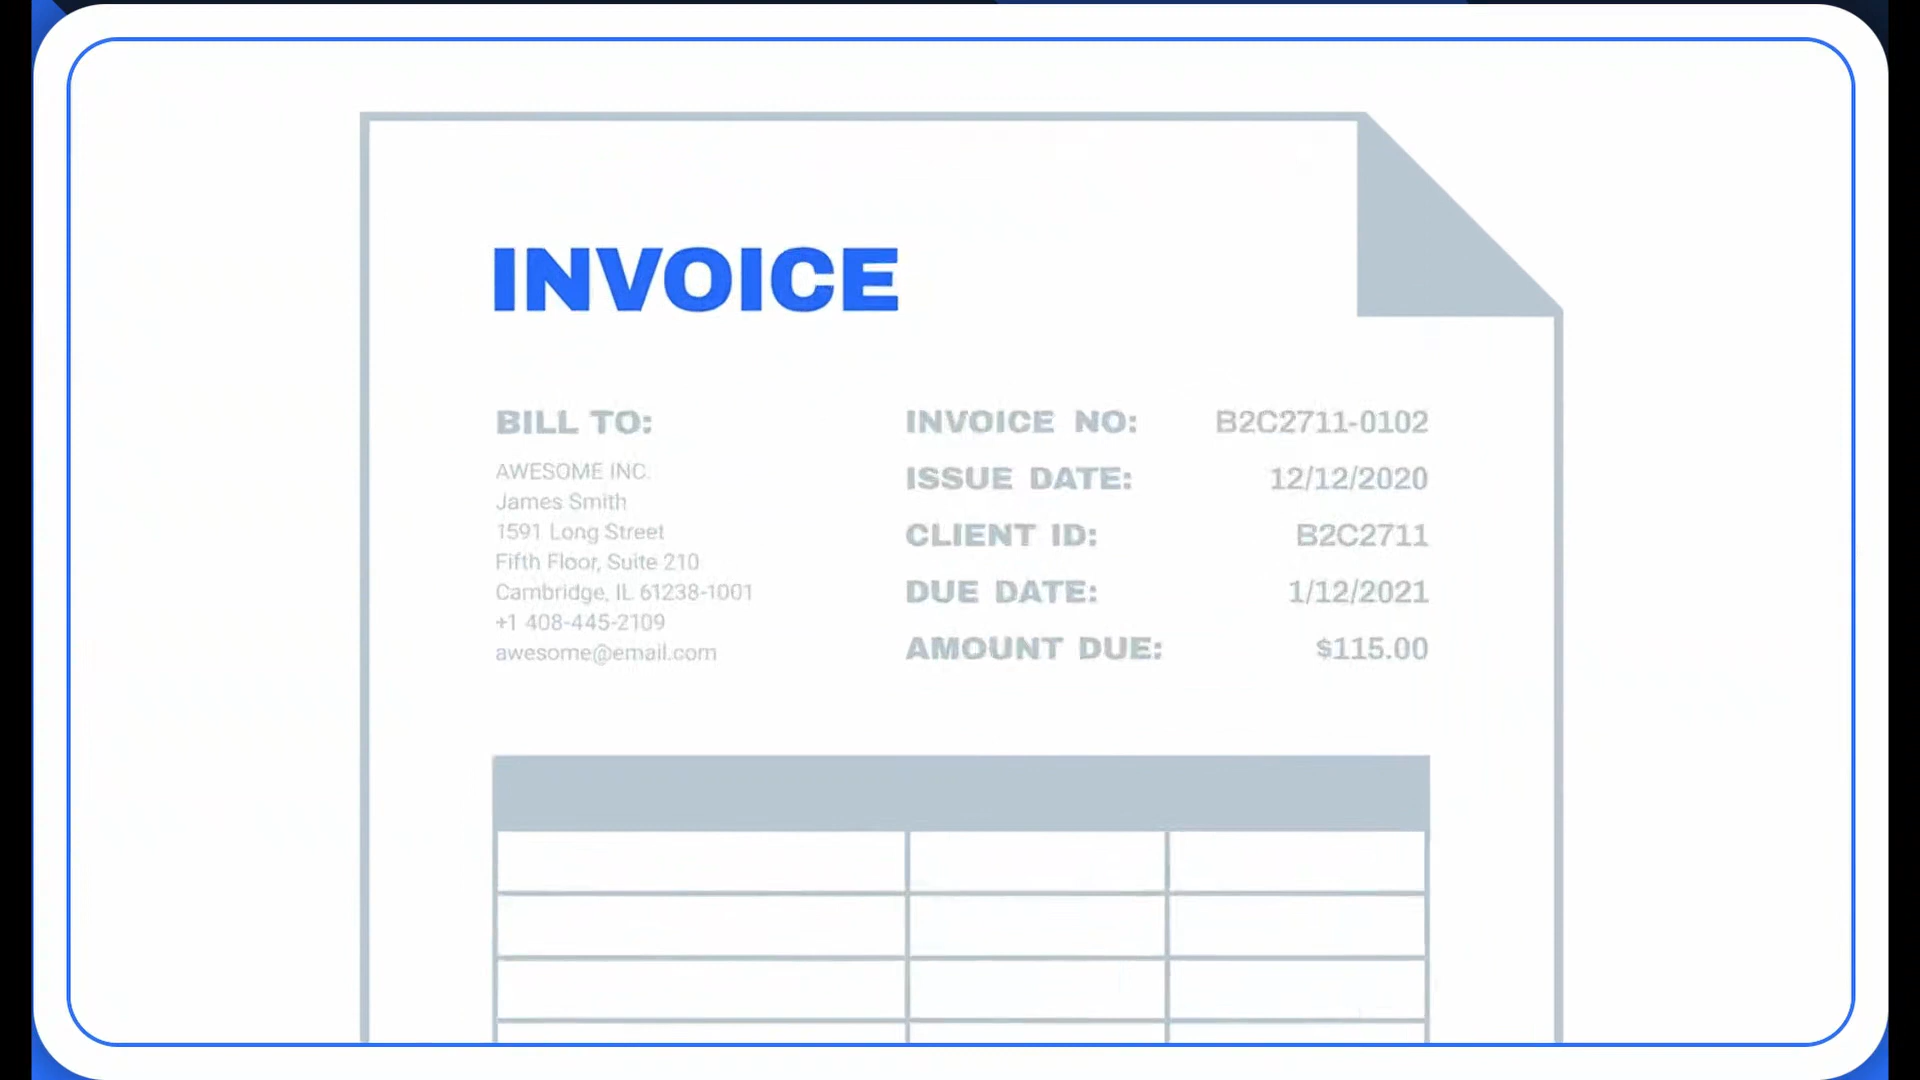 INVOICE
BILL TO:
AWESOME INC.
James Smith
1591 Long Street
Fifth Floor, Suite 210
Cambridge, IL 61238-1001
+1 408-445-2109
awesome@email.com
INVOICE NO: B2C2711-0102
ISSUE DATE: 12/12/2020
CLIENT ID: B2C2711
DUE DATE: 1/12/2021
AMOUNT DUE: $115.00